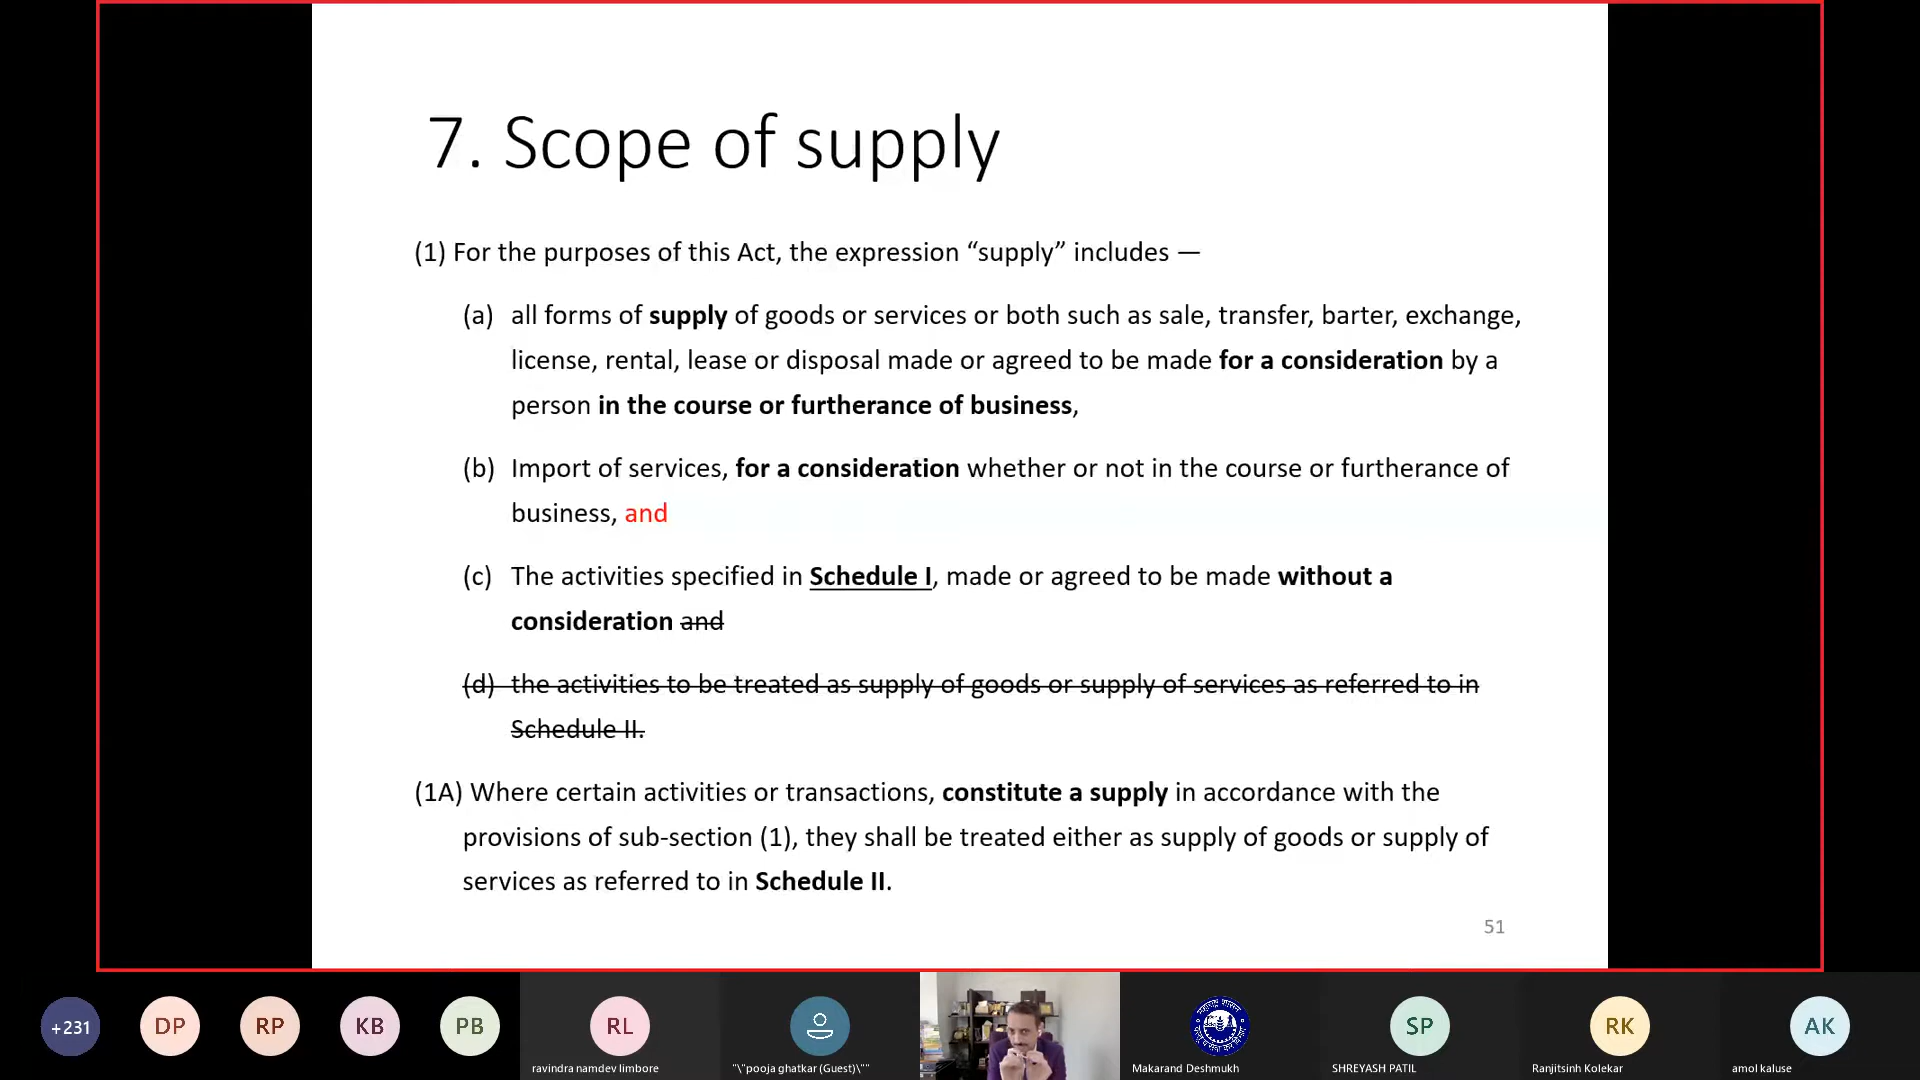 7. Scope of supply
(1) For the purposes of this Act, the expression “supply” includes —
(a) all forms of supply of goods or services or both such as sale, transfer, barter, exchange,
license, rental, lease or disposal made or agreed to be made for a consideration by a
person in the course or furtherance of business,
(b) Import of services, for a consideration whether or not in the course or furtherance of
business, and
(c) The activities specified in Schedule I, made or agreed to be made without a
consideration and
(d) the activities to be treated as supply of goods or supply of services as referred to in
Schedule II.
(1A) Where certain activities or transactions, constitute a supply in accordance with the
provisions of sub-section (1), they shall be treated either as supply of goods or supply of
services as referred to in Schedule II.
51
+231
DP
RP
KB
PB
RL
SP
RK
AK
ravindra namdev limbore
"\"pooja ghatkar (Guest)\""
Makarand Deshmukh
SHREYASH PATIL
Ranjitsinh Kolekar
amol kaluse